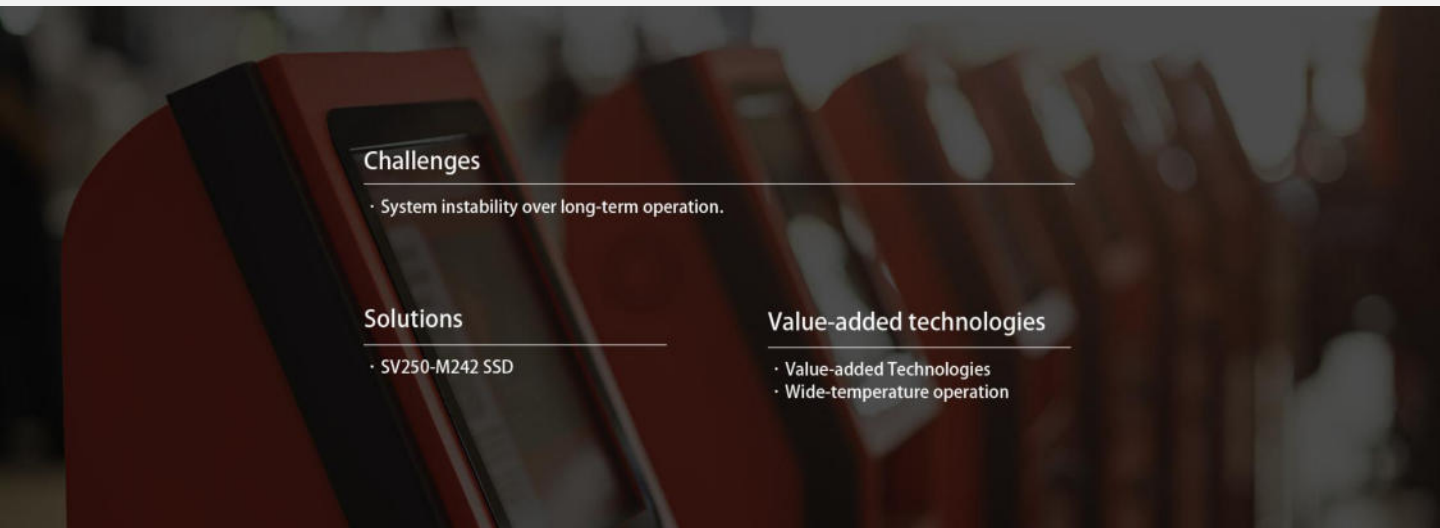 Challenges
· System instability over long-term operation.
Solutions
· SV250-M242 SSD
Value-added technologies
· Value-added Technologies
· Wide-temperature operation